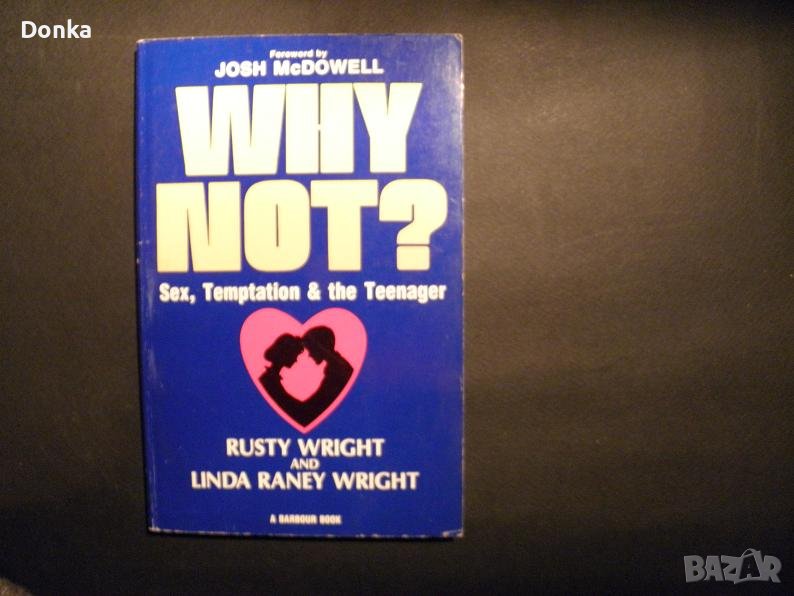 Donka
Foreword by
JOSH McDOWELL
WHY
NOT?
Sex, Temptation & the Teenager
RUSTY WRIGHT
AND
LINDA RANEY WRIGHT
A BARBOUR BOOK
BAZAR